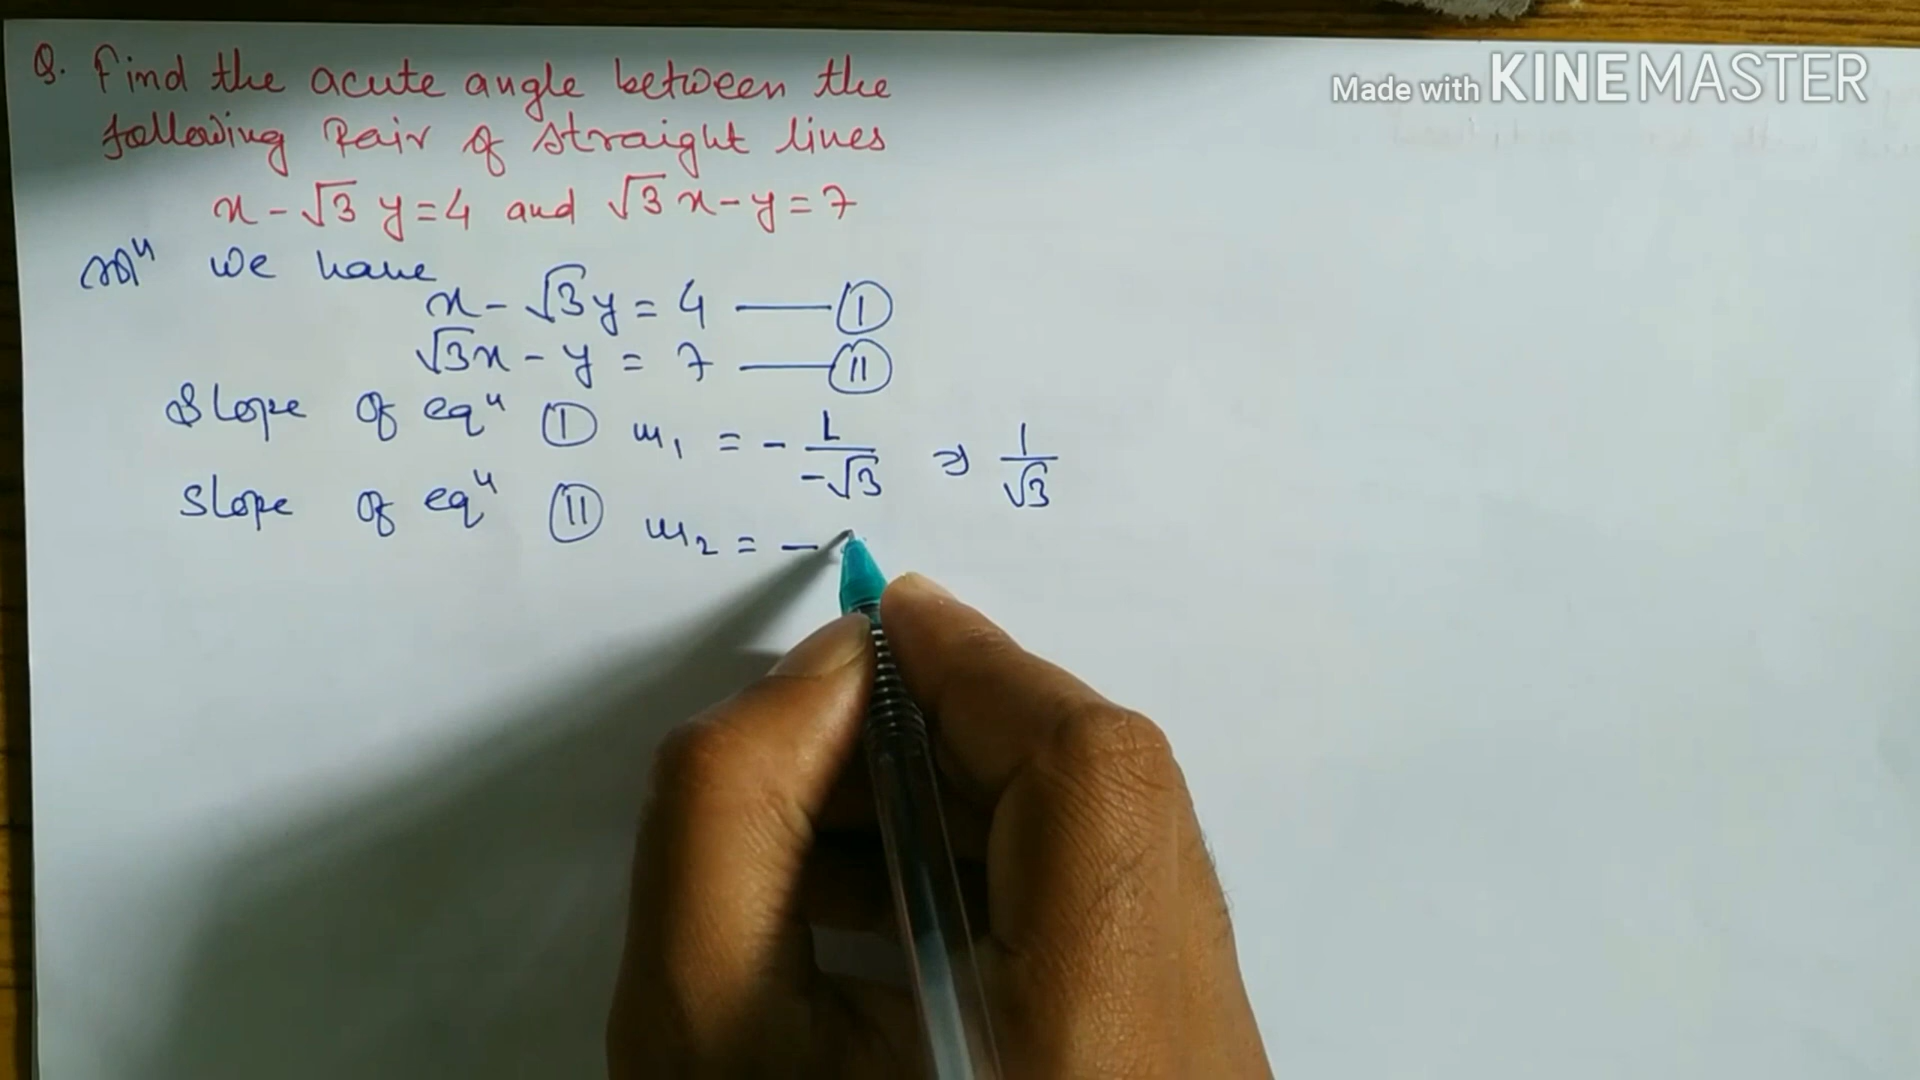 Q. Find the acute angle between the
following Pair of straight lines
x - √3 y = 4 and √3 x - y = 7
Made with KINEMASTER
solⁿ we have
x - √3y = 4 —— (I)
√3x - y = 7 —— (II)
Slope of eqⁿ (I) m₁ = - 1/-√3 ⇒ 1/√3
Slope of eqⁿ (II) m₂ = -